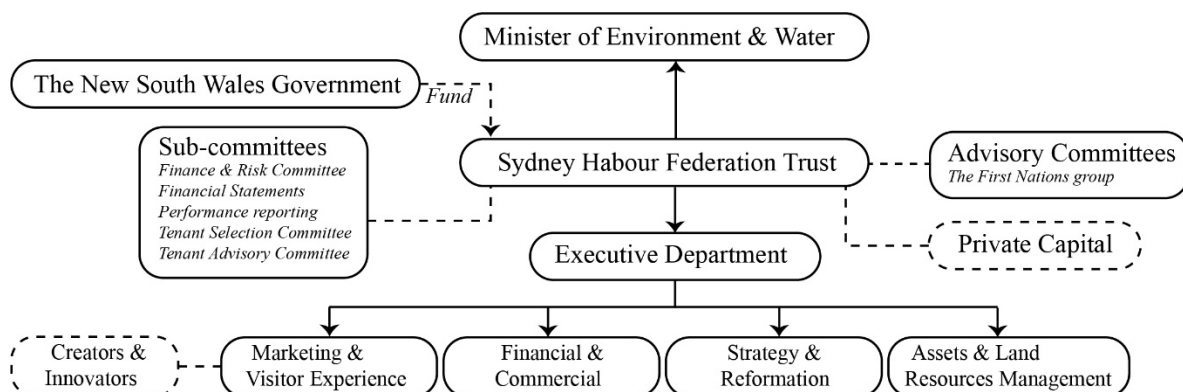 Minister of Environment & Water
The New South Wales Government
Fund
Sub-committees
Finance & Risk Committee
Financial Statements
Performance reporting
Tenant Selection Committee
Tenant Advisory Committee
Sydney Habour Federation Trust
Advisory Committees
The First Nations group
Private Capital
Executive Department
Creators &
Innovators
Marketing &
Visitor Experience
Financial &
Commercial
Strategy &
Reformation
Assets & Land
Resources Management